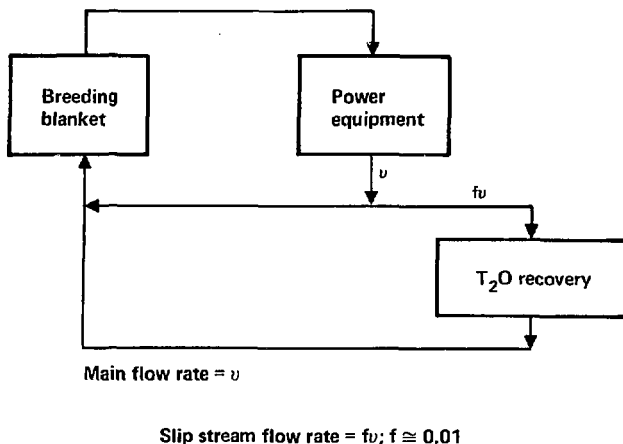 Breeding
blanket
Power
equipment
υ
fυ
T₂O recovery
Main flow rate = υ
Slip stream flow rate = fυ; f ≅ 0.01